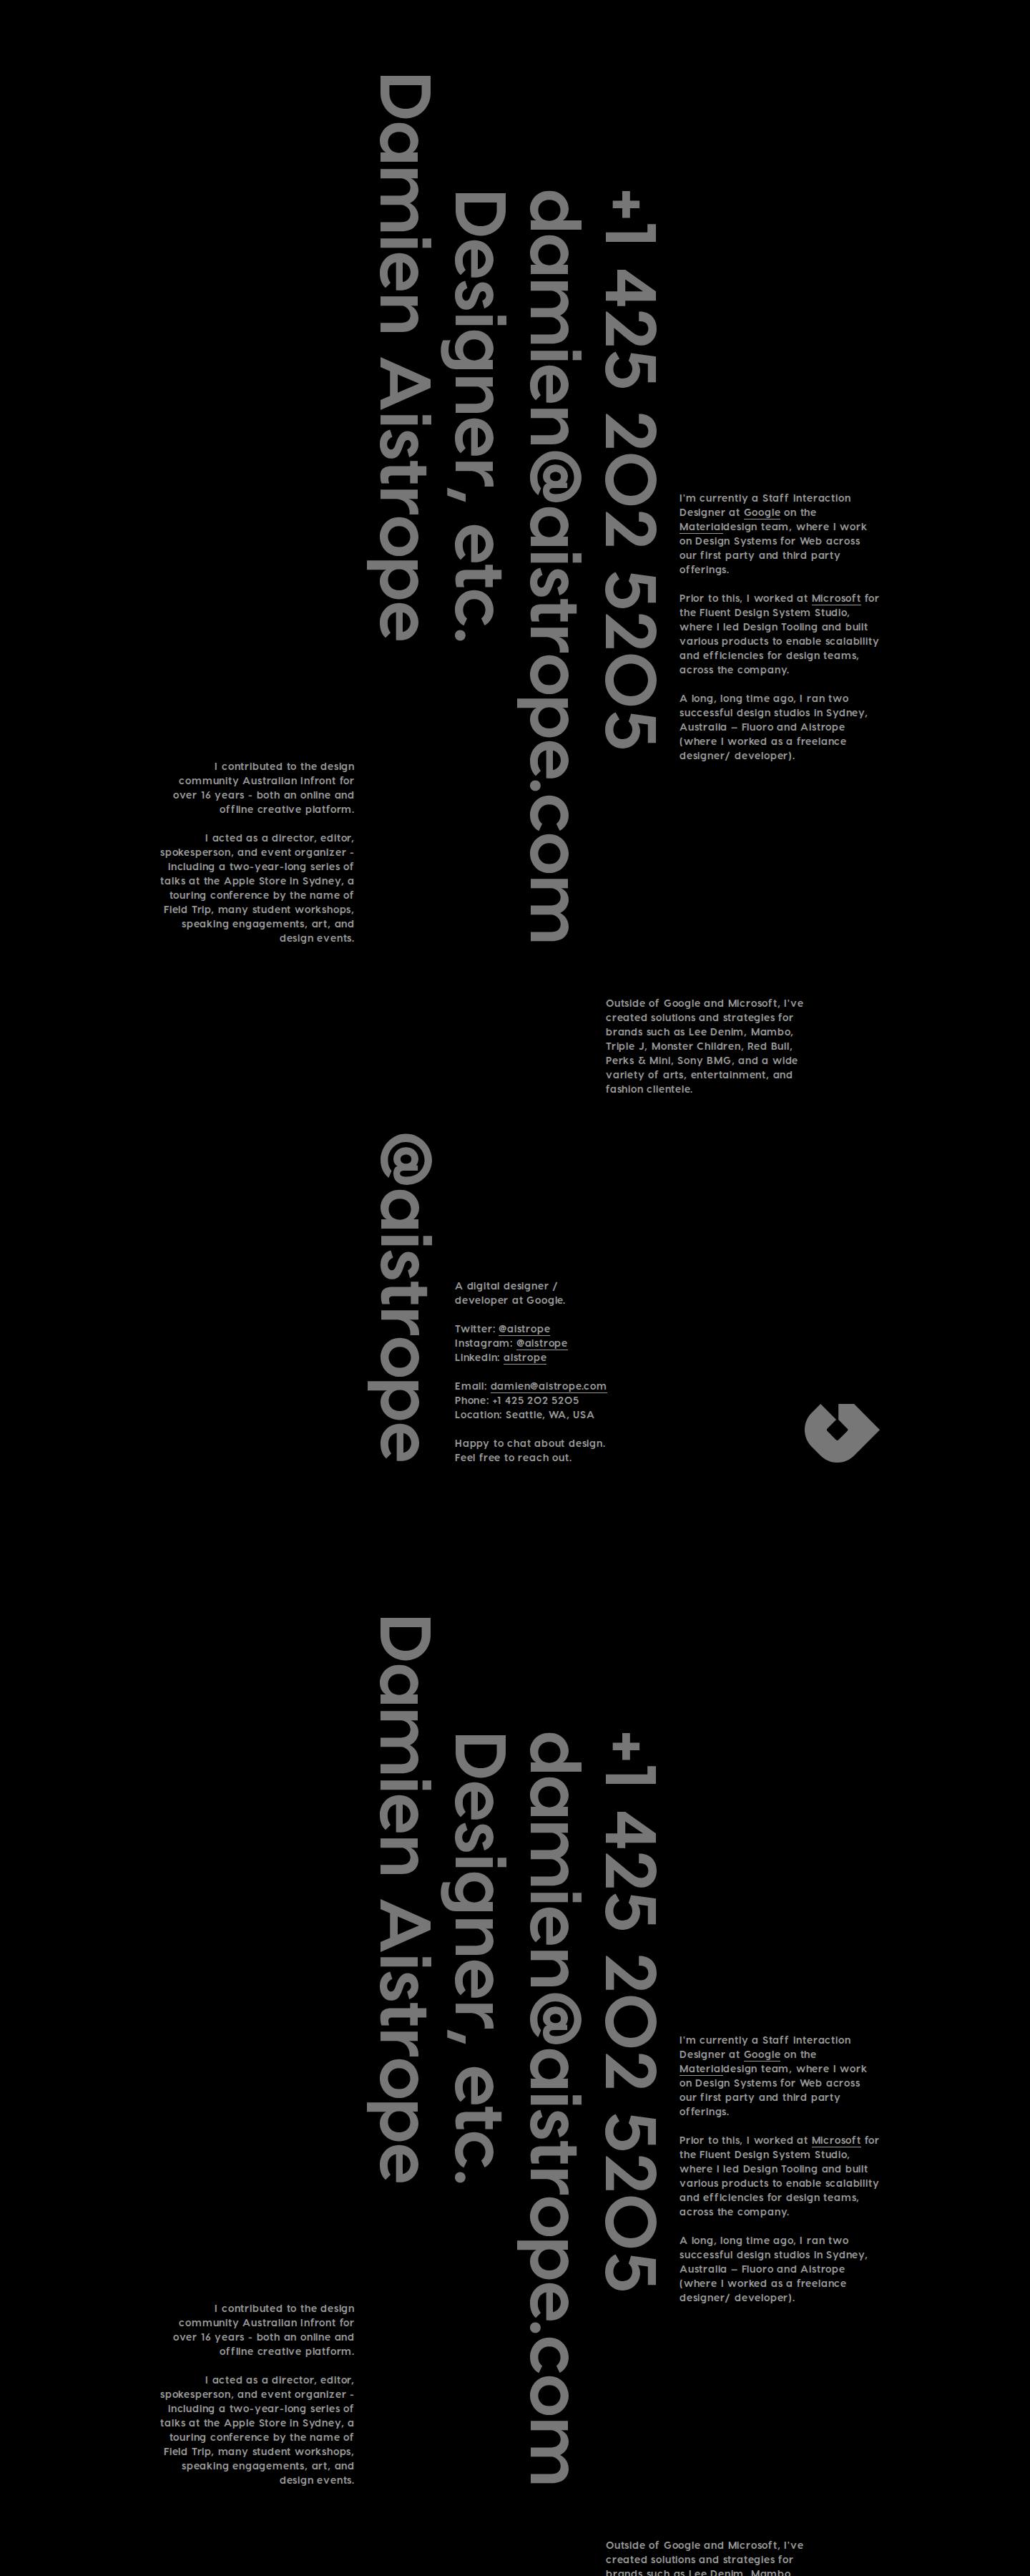 Damien Aistrope
Designer, etc.
damien@aistrope.com
+1 425 202 5205
I'm currently a Staff Interaction
Designer at Google on the
Materialdesign team, where I work
on Design Systems for Web across
our first party and third party
offerings.
Prior to this, I worked at Microsoft for
the Fluent Design System Studio,
where I led Design Tooling and built
various products to enable scalability
and efficiencies for design teams,
across the company.
A long, long time ago, I ran two
successful design studios in Sydney,
Australia – Fluoro and Aistrope
(where I worked as a freelance
designer/ developer).
I contributed to the design
community Australian Infront for
over 16 years - both an online and
offline creative platform.
I acted as a director, editor,
spokesperson, and event organizer -
including a two-year-long series of
talks at the Apple Store in Sydney, a
touring conference by the name of
Field Trip, many student workshops,
speaking engagements, art, and
design events.
Outside of Google and Microsoft, I've
created solutions and strategies for
brands such as Lee Denim, Mambo,
Triple J, Monster Children, Red Bull,
Perks & Mini, Sony BMG, and a wide
variety of arts, entertainment, and
fashion clientele.
@aistrope
A digital designer /
developer at Google.
Twitter: @aistrope
Instagram: @aistrope
LinkedIn: aistrope
Email: damien@aistrope.com
Phone: +1 425 202 5205
Location: Seattle, WA, USA
Happy to chat about design.
Feel free to reach out.
Damien Aistrope
Designer, etc.
damien@aistrope.com
+1 425 202 5205
I'm currently a Staff Interaction
Designer at Google on the
Materialdesign team, where I work
on Design Systems for Web across
our first party and third party
offerings.
Prior to this, I worked at Microsoft for
the Fluent Design System Studio,
where I led Design Tooling and built
various products to enable scalability
and efficiencies for design teams,
across the company.
A long, long time ago, I ran two
successful design studios in Sydney,
Australia – Fluoro and Aistrope
(where I worked as a freelance
designer/ developer).
I contributed to the design
community Australian Infront for
over 16 years - both an online and
offline creative platform.
I acted as a director, editor,
spokesperson, and event organizer -
including a two-year-long series of
talks at the Apple Store in Sydney, a
touring conference by the name of
Field Trip, many student workshops,
speaking engagements, art, and
design events.
Outside of Google and Microsoft, I've
created solutions and strategies for
brands such as Lee Denim, Mambo,